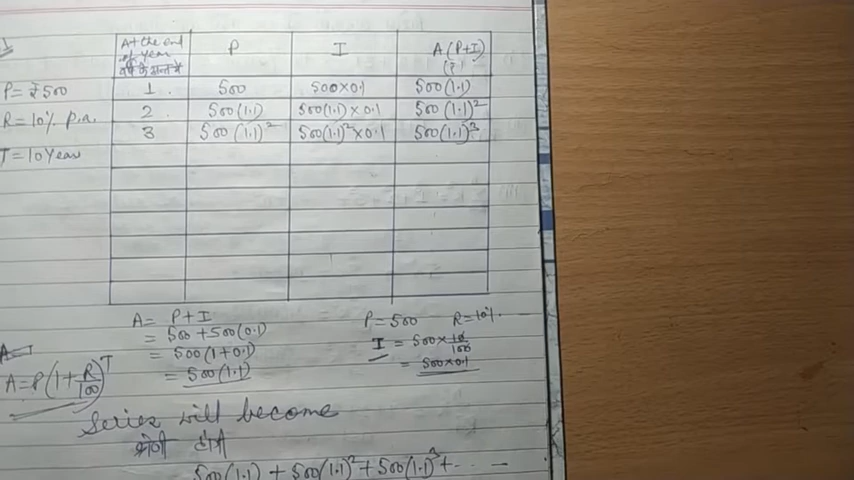 At the end of year P I A (P+I)
वर्ष के अन्त में (₹)
P = ₹500 1 500 500×0.1 500(1.1)
R = 10% p.a. 2 500(1.1) 500(1.1)×0.1 500(1.1)²
3 500(1.1)² 500(1.1)²×0.1 500(1.1)³
T = 10 Years
A = P+I P = 500 R = 10%.
= 500 + 500(0.1) I = 500 × 10/100
= 500(1+0.1) = 500×0.1
= 500(1.1)
A = P(1 + R/100)^T
Series will become
श्रेणी होगी
500(1.1) + 500(1.1)² + 500(1.1)³ + - - - -